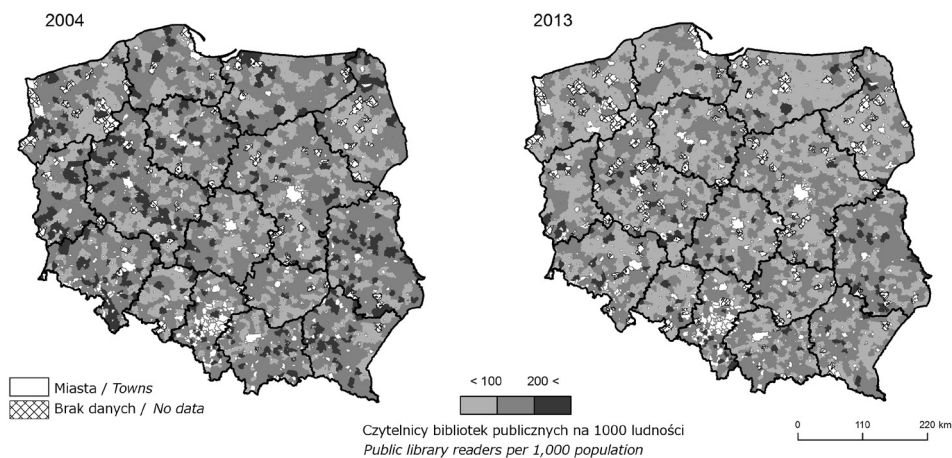 2004
2013
Miasta / Towns
Brak danych / No data
< 100 200 <
Czytelnicy bibliotek publicznych na 1000 ludności
Public library readers per 1,000 population
0 110 220 km